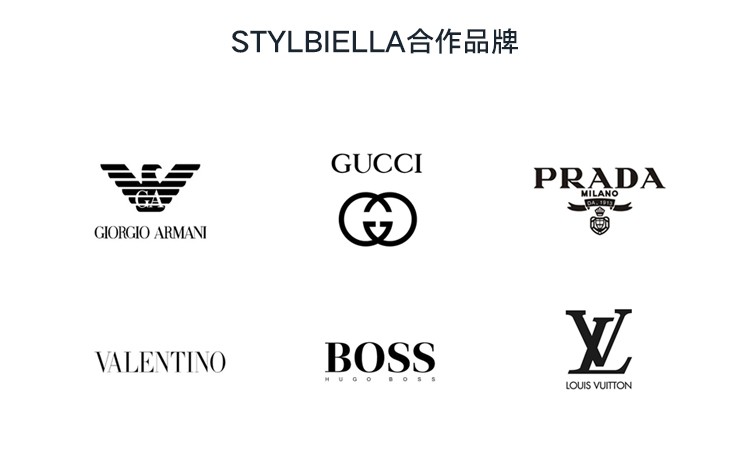 STYLBIELLA合作品牌
GA
GIORGIO ARMANI
GUCCI
PRADA
MILANO
DA. 1913
VALENTINO
BOSS
HUGO BOSS
LV
LOUIS VUITTON